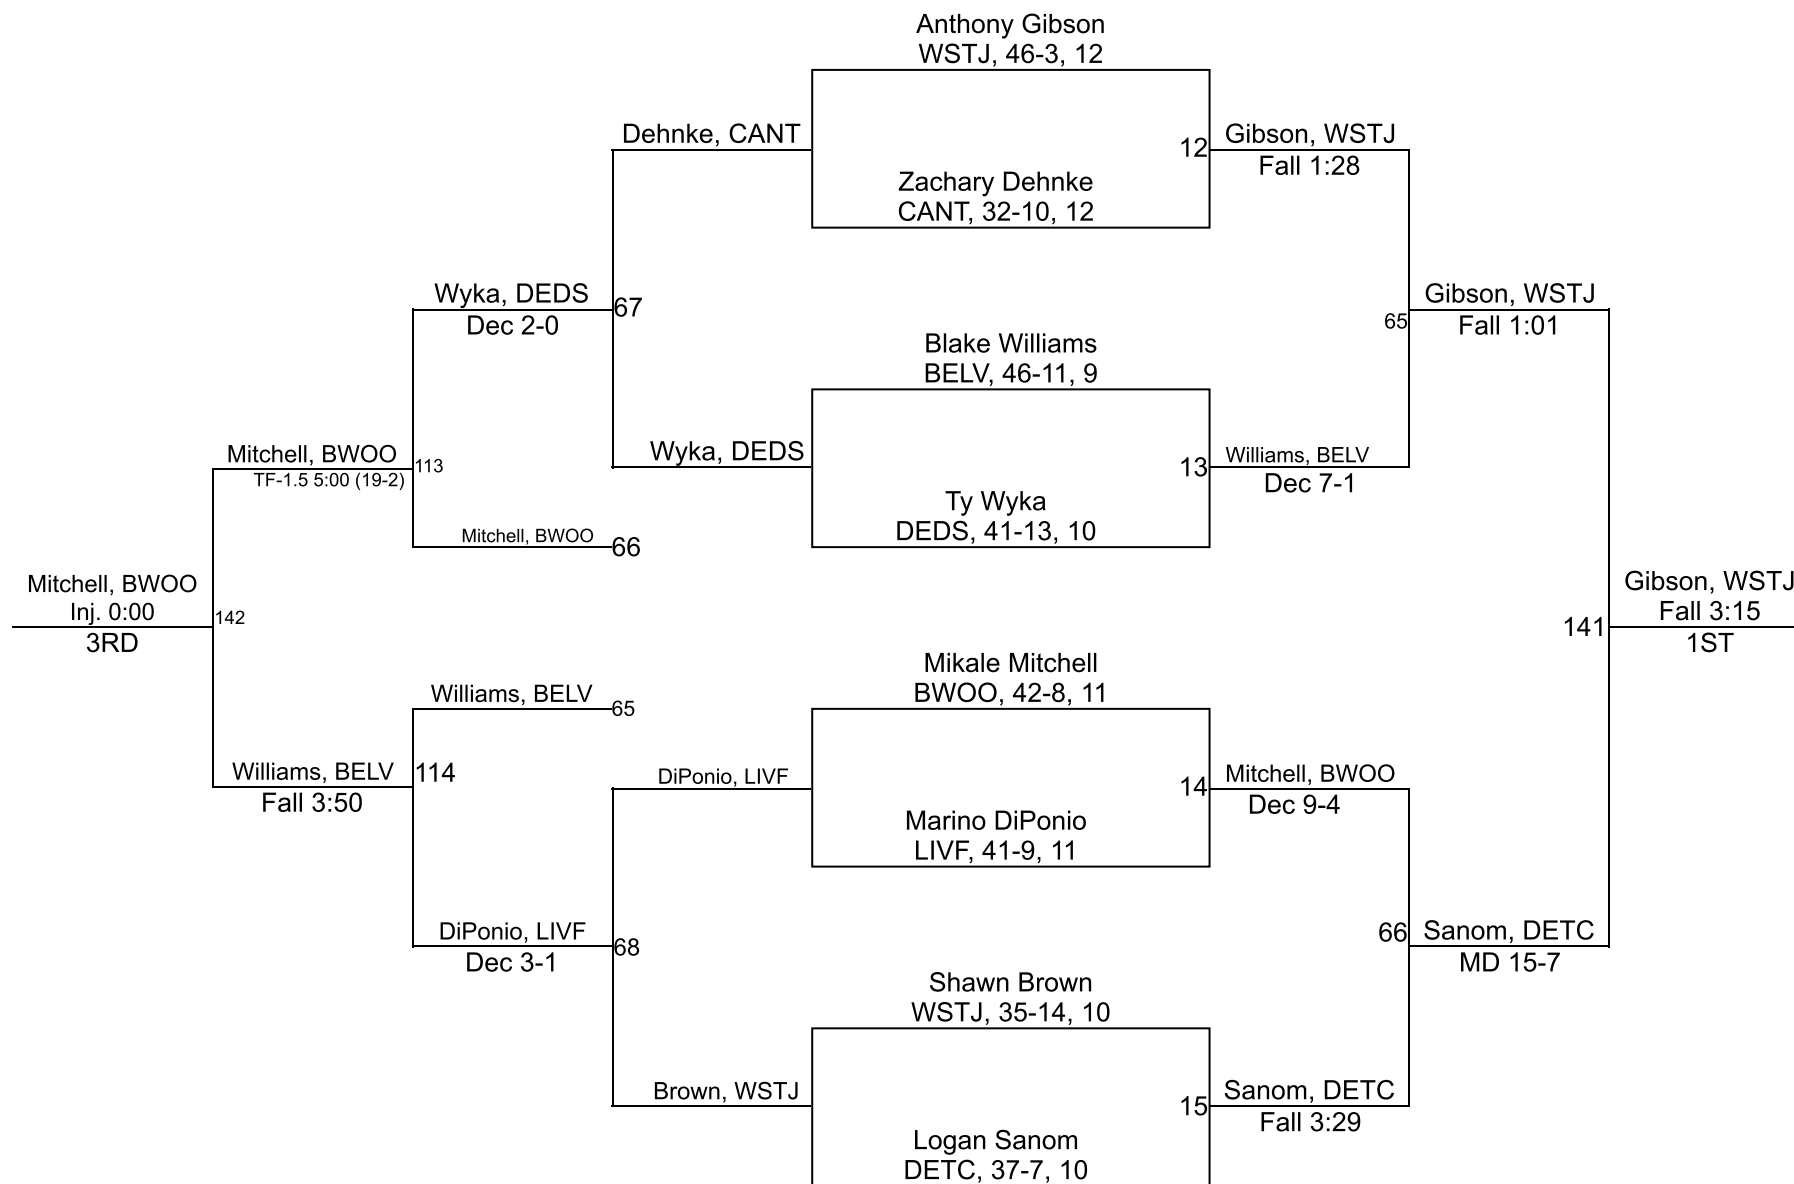 Anthony Gibson
WSTJ, 46-3, 12
Dehnke, CANT
12
Gibson, WSTJ
Fall 1:28
Zachary Dehnke
CANT, 32-10, 12
Wyka, DEDS
Dec 2-0
67
Gibson, WSTJ
Fall 1:01
65
Blake Williams
BELV, 46-11, 9
Mitchell, BWOO
TF-1.5 5:00 (19-2)
113
Wyka, DEDS
13
Williams, BELV
Dec 7-1
Ty Wyka
DEDS, 41-13, 10
Mitchell, BWOO
66
Mitchell, BWOO
Inj. 0:00
3RD
142
141
Gibson, WSTJ
Fall 3:15
1ST
Mikale Mitchell
BWOO, 42-8, 11
Williams, BELV
65
Williams, BELV
Fall 3:50
114
DiPonio, LIVF
14
Mitchell, BWOO
Dec 9-4
Marino DiPonio
LIVF, 41-9, 11
DiPonio, LIVF
Dec 3-1
68
66
Sanom, DETC
MD 15-7
Shawn Brown
WSTJ, 35-14, 10
Brown, WSTJ
15
Sanom, DETC
Fall 3:29
Logan Sanom
DETC, 37-7, 10